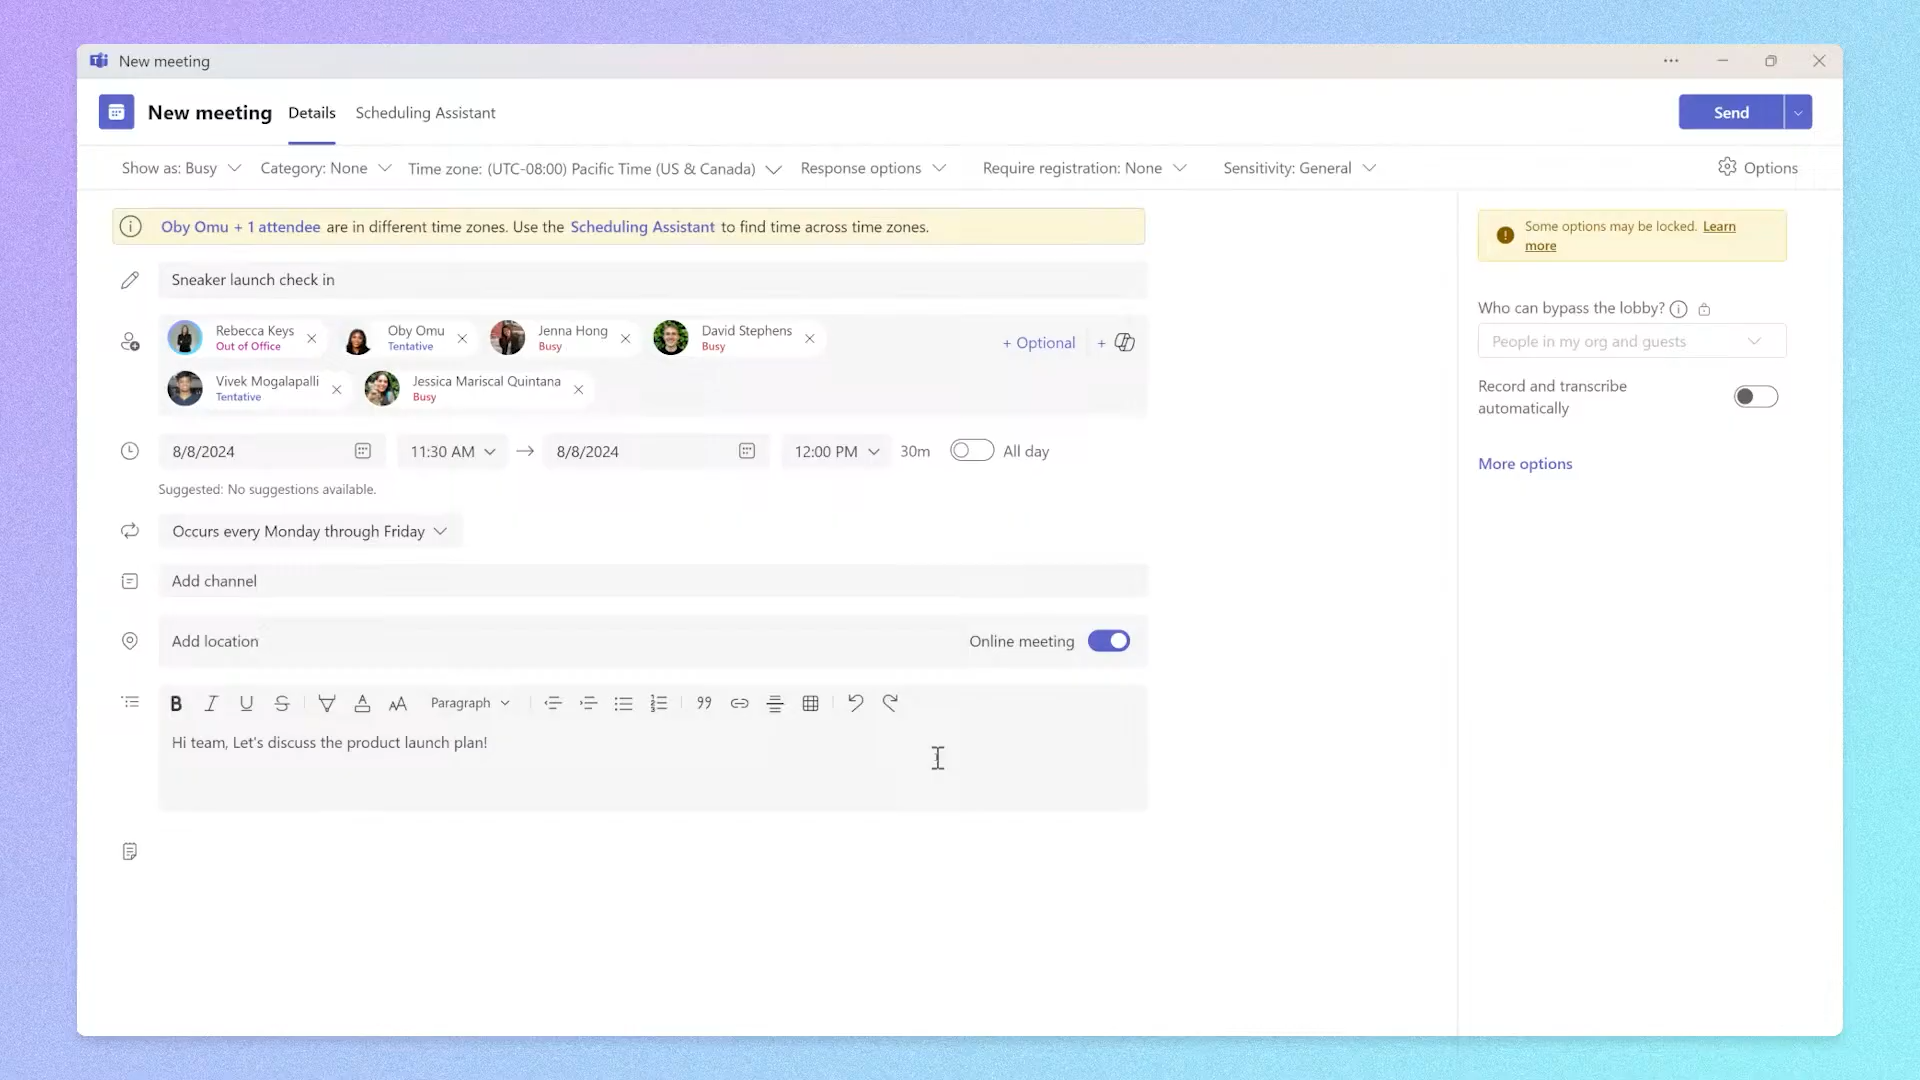 New meeting
New meeting Details Scheduling Assistant Send
Show as: Busy Category: None Time zone: (UTC-08:00) Pacific Time (US & Canada) Response options Require registration: None Sensitivity: General Options
Oby Omu + 1 attendee are in different time zones. Use the Scheduling Assistant to find time across time zones.
Sneaker launch check in
Rebecca Keys
Out of Office
Oby Omu
Tentative
Jenna Hong
Busy
David Stephens
Busy
+ Optional +
Vivek Mogalapalli
Tentative
Jessica Mariscal Quintana
Busy
8/8/2024 11:30 AM 8/8/2024 12:00 PM 30m All day
Suggested: No suggestions available.
Occurs every Monday through Friday
Add channel
Add location Online meeting
B I U S A AA Paragraph
Hi team, Let's discuss the product launch plan!
Some options may be locked. Learn
more
Who can bypass the lobby?
People in my org and guests
Record and transcribe
automatically
More options